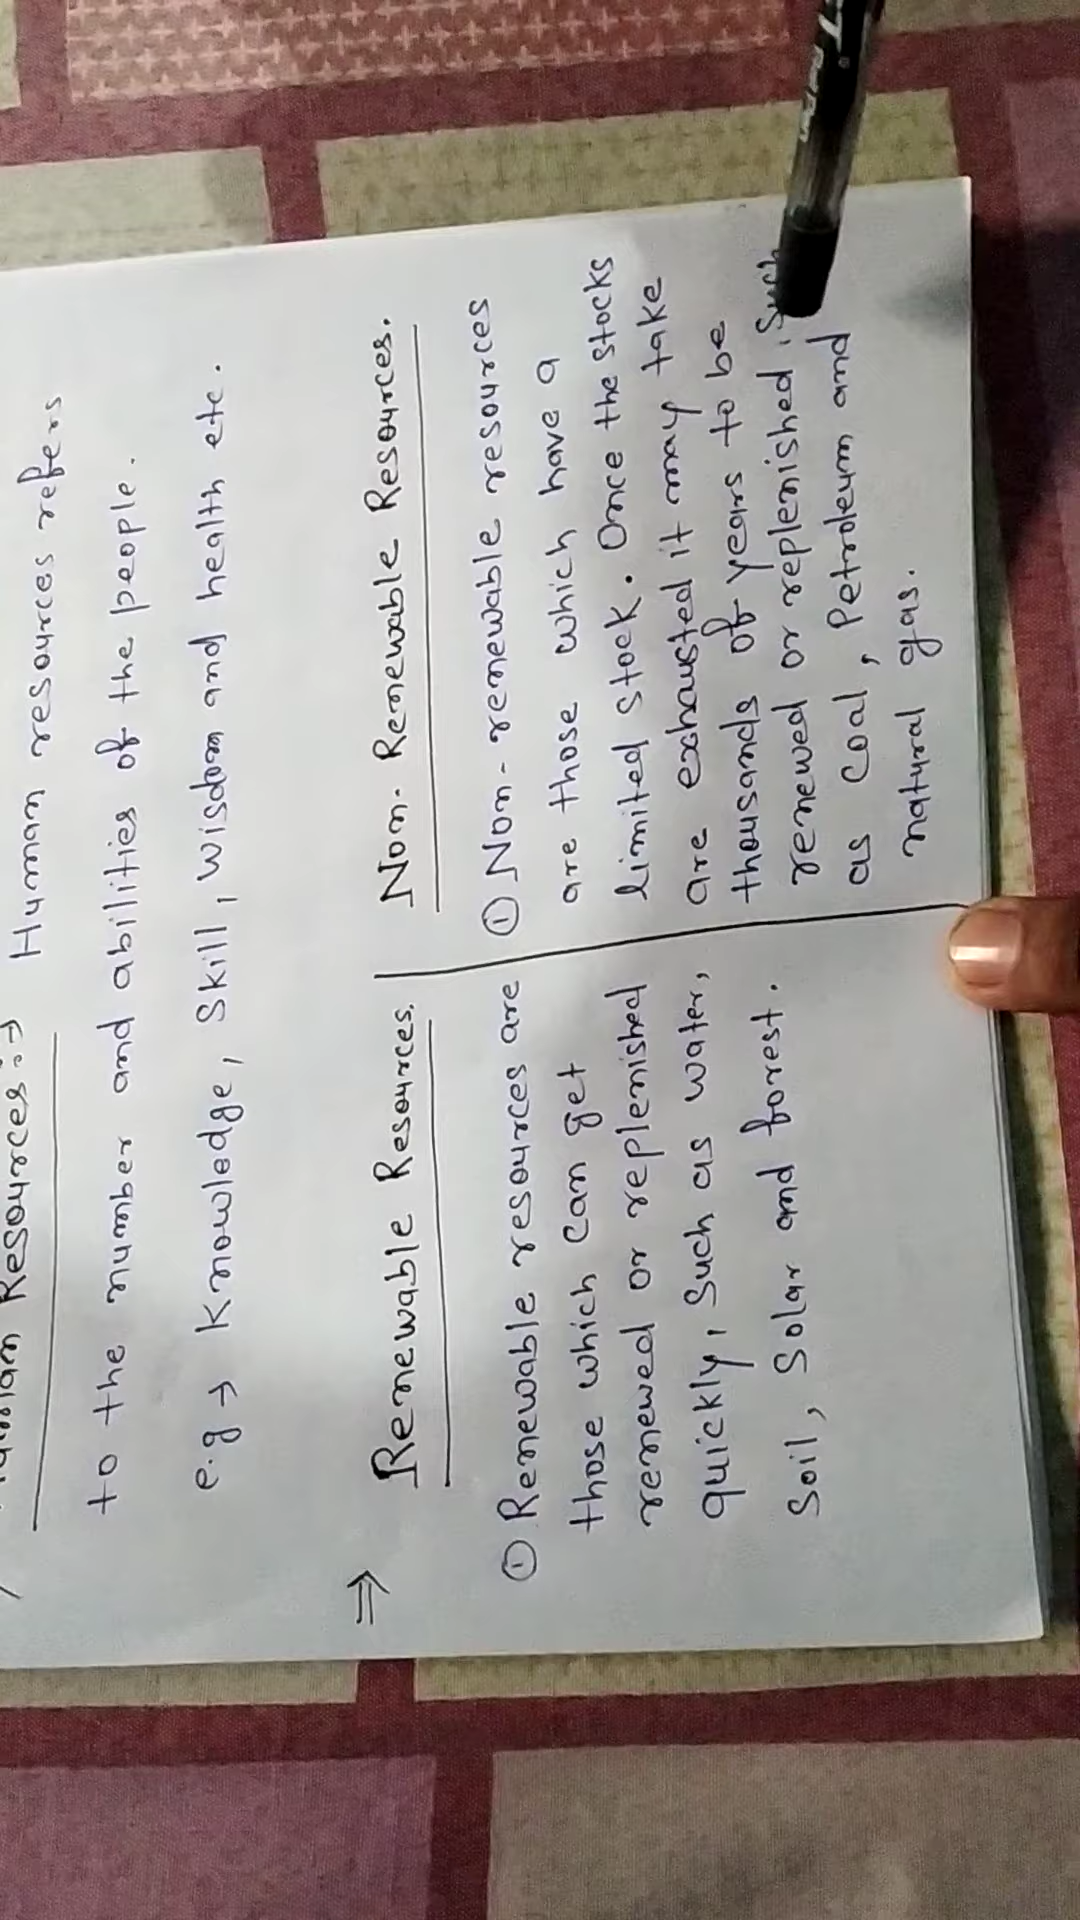 Human Resources :→ Human resources refers
to the number and abilities of the people.
e.g → Knowledge, Skill, wisdom and health etc.
⇒ Renewable Resources.
① Renewable resources are
those which can get
renewed or replenished
quickly, Such as water,
Soil, Solar and forest.
Non-Renewable Resources.
① Non-renewable resources
are those which have a
limited stock. Once the stocks
are exhausted it may take
thousands of years to be
renewed or replenished, Such
as Coal, Petroleum and
natural gas.